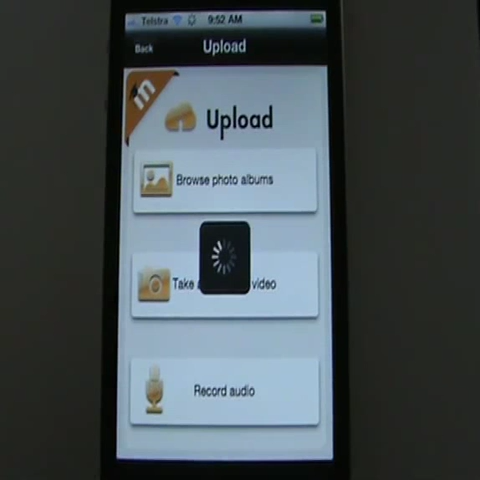 Telstra 9:52 AM
Back Upload
m
Upload
Browse photo albums
Take a video
Record audio